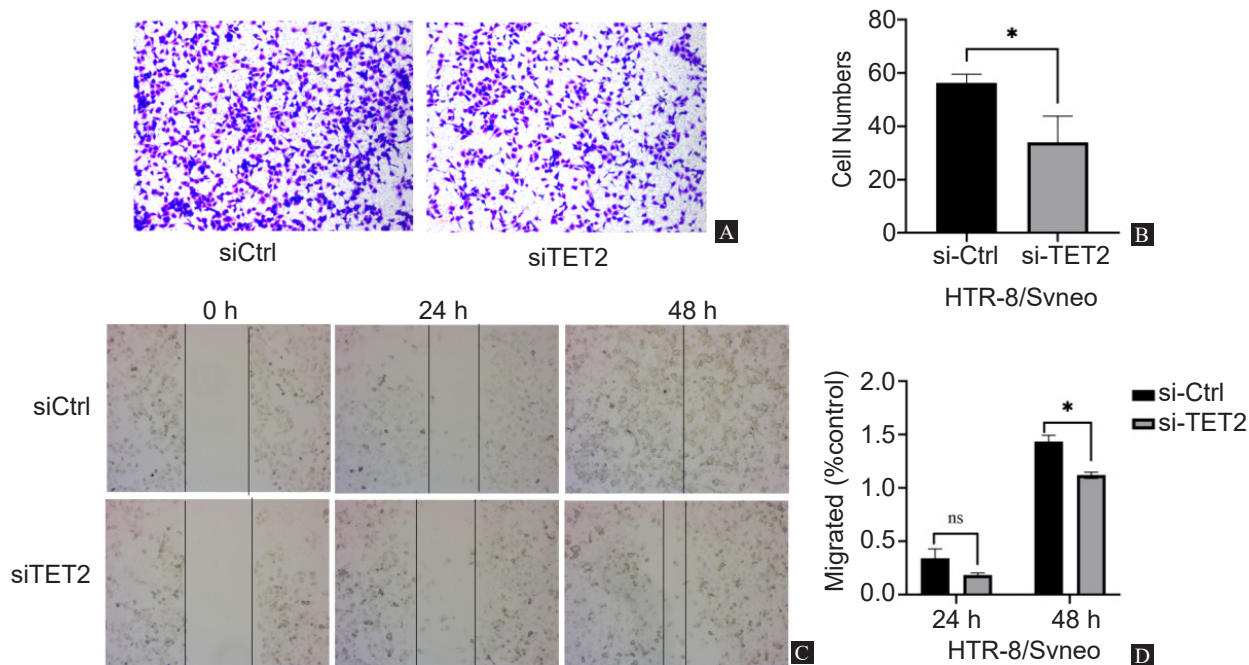 siCtrl
siTET2
A
Cell Numbers
80
60
40
20
0
*
si-Ctrl
si-TET2
HTR-8/Svneo
B
0 h
24 h
48 h
siCtrl
siTET2
C
Migrated (%control)
2.0
1.5
1.0
0.5
0.0
ns
*
si-Ctrl
si-TET2
24 h
48 h
HTR-8/Svneo
D